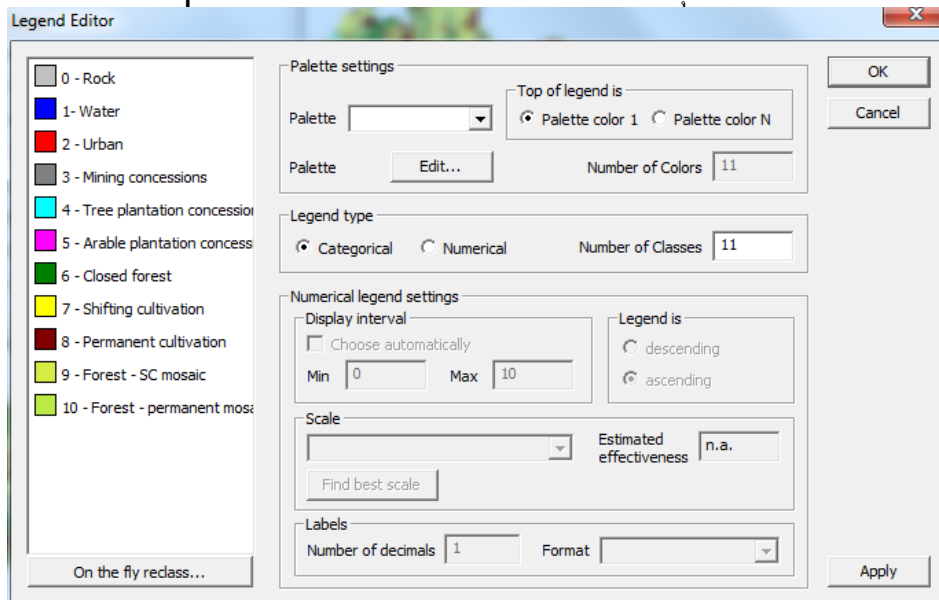 Legend Editor
0 - Rock
1- Water
2 - Urban
3 - Mining concessions
4 - Tree plantation concession
5 - Arable plantation concess
6 - Closed forest
7 - Shifting cultivation
8 - Permanent cultivation
9 - Forest - SC mosaic
10 - Forest - permanent mosa
On the fly reclass...
Palette settings
Palette
Top of legend is
Palette color 1 Palette color N
Palette Edit... Number of Colors 11
Legend type
Categorical Numerical Number of Classes 11
Numerical legend settings
Display interval
Choose automatically
Min 0 Max 10
Legend is
descending
ascending
Scale
Estimated
effectiveness n.a.
Find best scale
Labels
Number of decimals 1 Format
OK
Cancel
Apply